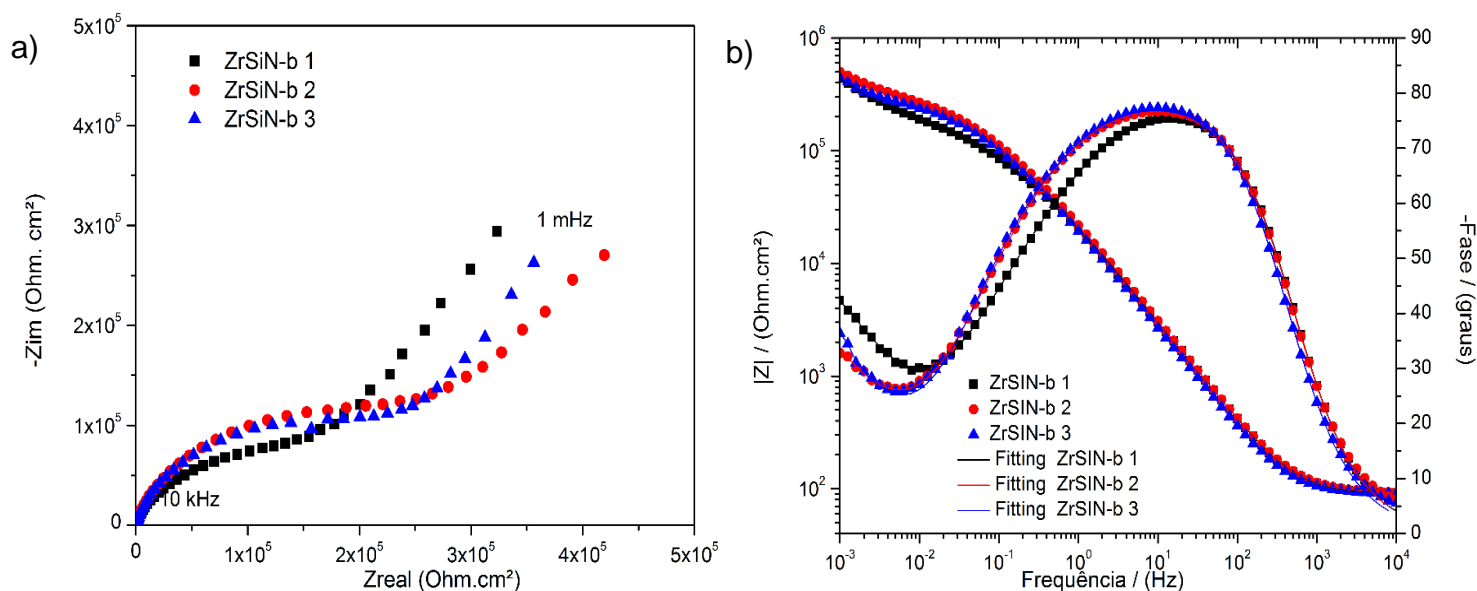 a)
5x10⁵
4x10⁵
3x10⁵
2x10⁵
1x10⁵
0
-Zim (Ohm. cm²)
ZrSiN-b 1
ZrSiN-b 2
ZrSiN-b 3
1 mHz
10 kHz
0 1x10⁵ 2x10⁵ 3x10⁵ 4x10⁵ 5x10⁵
Zreal (Ohm.cm²)
b)
10⁶
10⁵
10⁴
10³
10²
|Z| / (Ohm.cm²)
ZrSIN-b 1
ZrSIN-b 2
ZrSIN-b 3
Fitting ZrSIN-b 1
Fitting ZrSIN-b 2
Fitting ZrSIN-b 3
90
80
70
60
50
40
30
20
10
0
-Fase / (graus)
10⁻³ 10⁻² 10⁻¹ 10⁰ 10¹ 10² 10³ 10⁴
Frequência / (Hz)